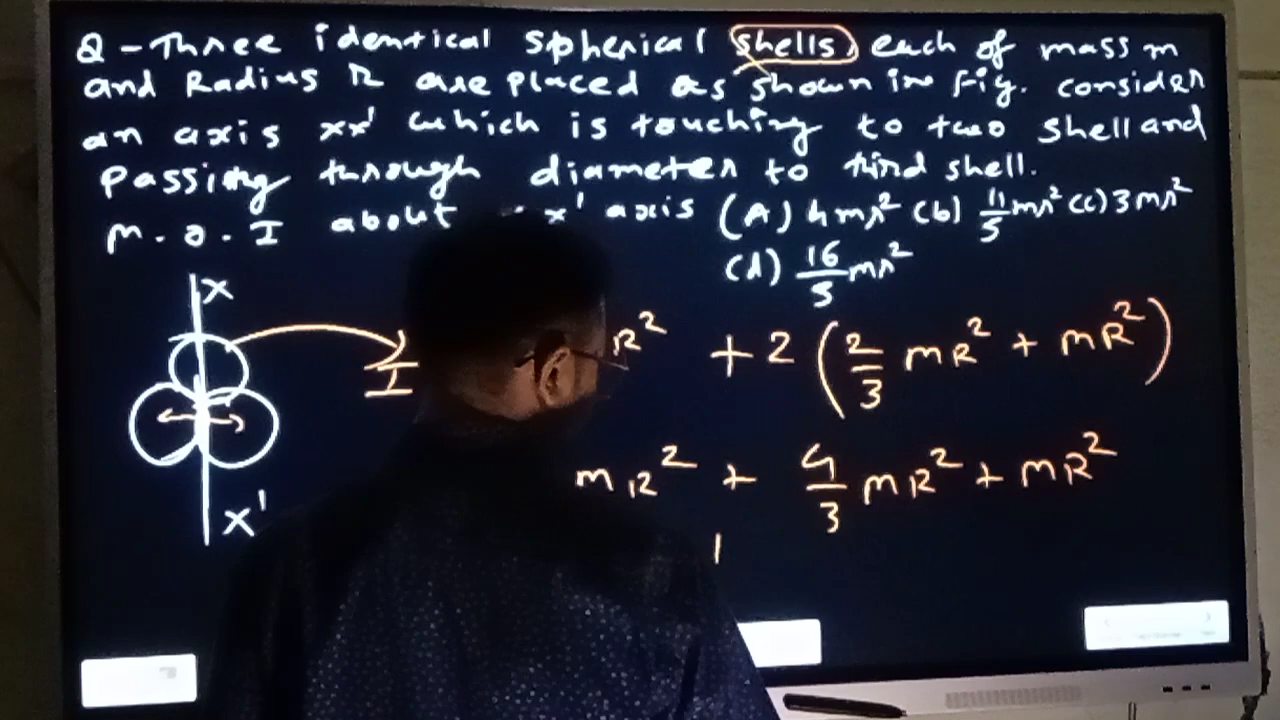 Q - Three identical spherical shells, each of mass m
and Radius r are placed as shown in fig. consider
an axis xx' which is touching to two shell and
passing through diameter to third shell.
M.O.I about x' axis (A) 4mr² (b) 11/5 mr² (c) 3mr²
(d) 16/5 mr²
X
I R² + 2 (2/3 mR² + mR²)
mR² + 4/3 mR² + mR²
X'